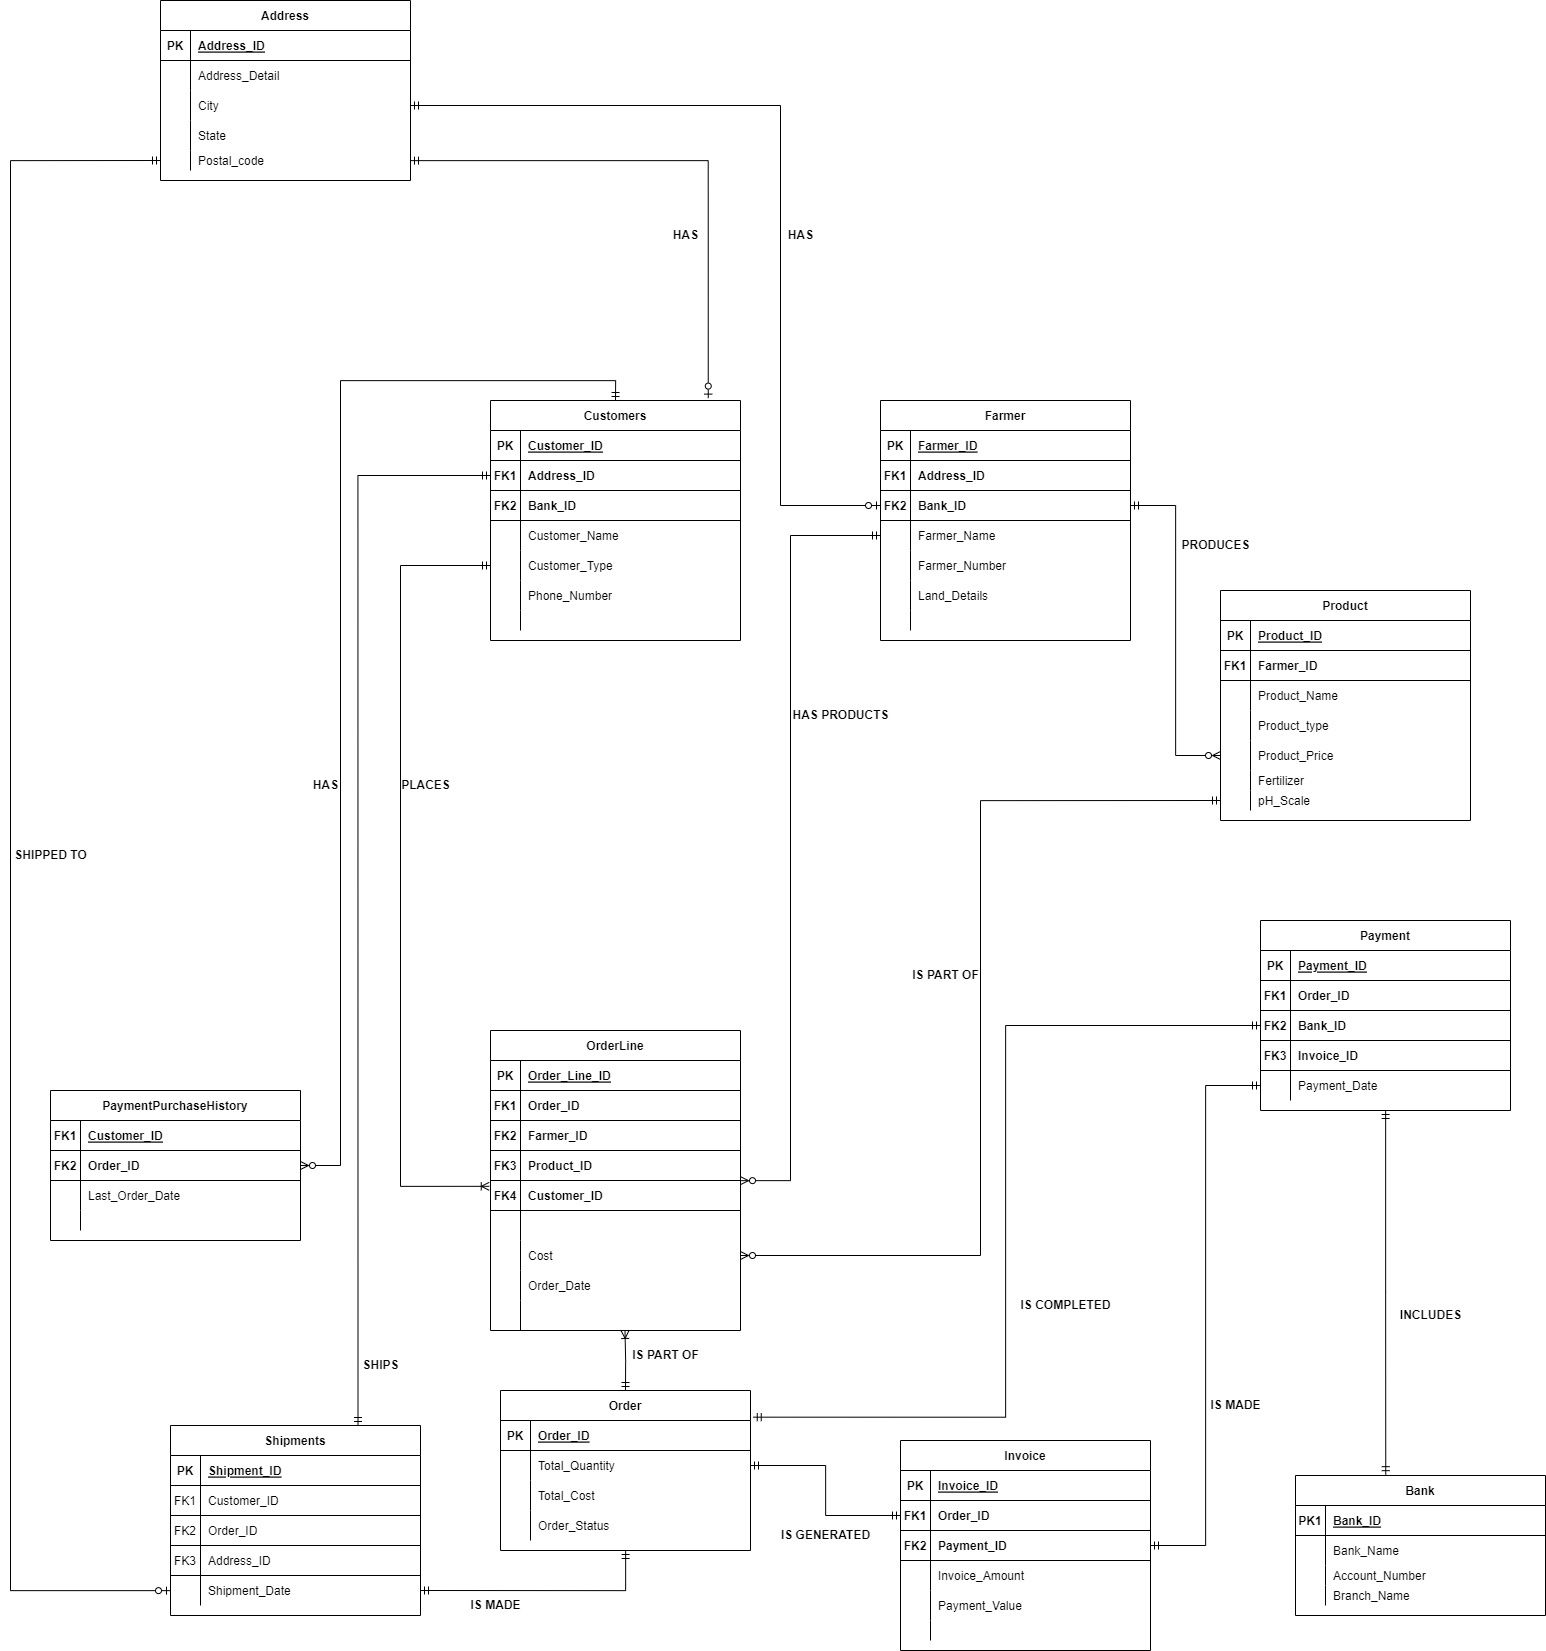 Address
PK Address_ID
Address_Detail
City
State
Postal_code
HAS
HAS
Customers
PK Customer_ID
FK1 Address_ID
FK2 Bank_ID
Customer_Name
Customer_Type
Phone_Number
Farmer
PK Farmer_ID
FK1 Address_ID
FK2 Bank_ID
Farmer_Name
Farmer_Number
Land_Details
PRODUCES
Product
PK Product_ID
FK1 Farmer_ID
Product_Name
Product_type
Product_Price
Fertilizer
pH_Scale
HAS PRODUCTS
HAS
PLACES
SHIPPED TO
IS PART OF
Payment
PK Payment_ID
FK1 Order_ID
FK2 Bank_ID
FK3 Invoice_ID
Payment_Date
OrderLine
PK Order_Line_ID
FK1 Order_ID
FK2 Farmer_ID
FK3 Product_ID
FK4 Customer_ID
Cost
Order_Date
PaymentPurchaseHistory
FK1 Customer_ID
FK2 Order_ID
Last_Order_Date
IS COMPLETED
INCLUDES
IS PART OF
SHIPS
IS MADE
Order
PK Order_ID
Total_Quantity
Total_Cost
Order_Status
Shipments
PK Shipment_ID
FK1 Customer_ID
FK2 Order_ID
FK3 Address_ID
Shipment_Date
IS MADE
IS GENERATED
Invoice
PK Invoice_ID
FK1 Order_ID
FK2 Payment_ID
Invoice_Amount
Payment_Value
Bank
PK1 Bank_ID
Bank_Name
Account_Number
Branch_Name